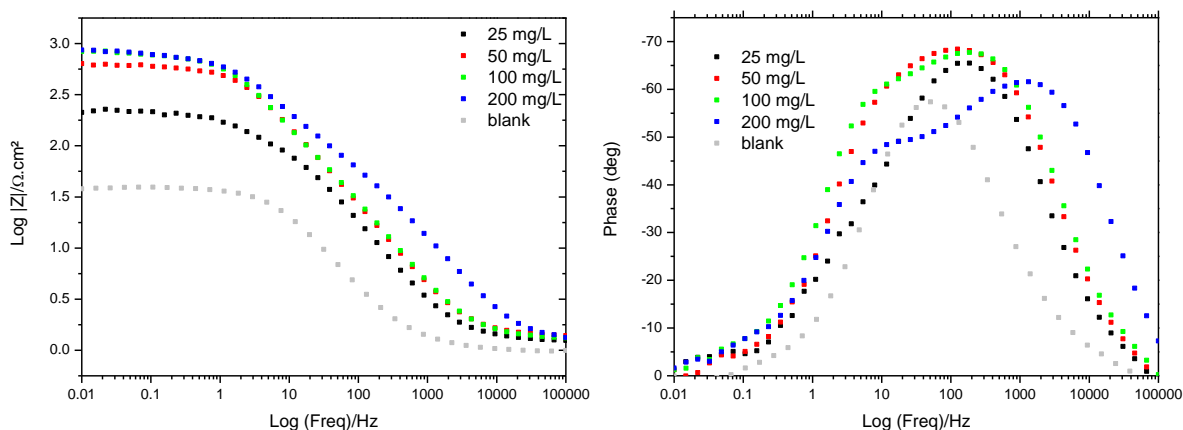 3.0
2.5
2.0
1.5
1.0
0.5
0.0
Log |Z|/Ω.cm²
25 mg/L
50 mg/L
100 mg/L
200 mg/L
blank
0.01 0.1 1 10 100 1000 10000 100000
Log (Freq)/Hz
-70
-60
-50
-40
-30
-20
-10
0
Phase (deg)
25 mg/L
50 mg/L
100 mg/L
200 mg/L
blank
0.01 0.1 1 10 100 1000 10000 100000
Log (Freq)/Hz